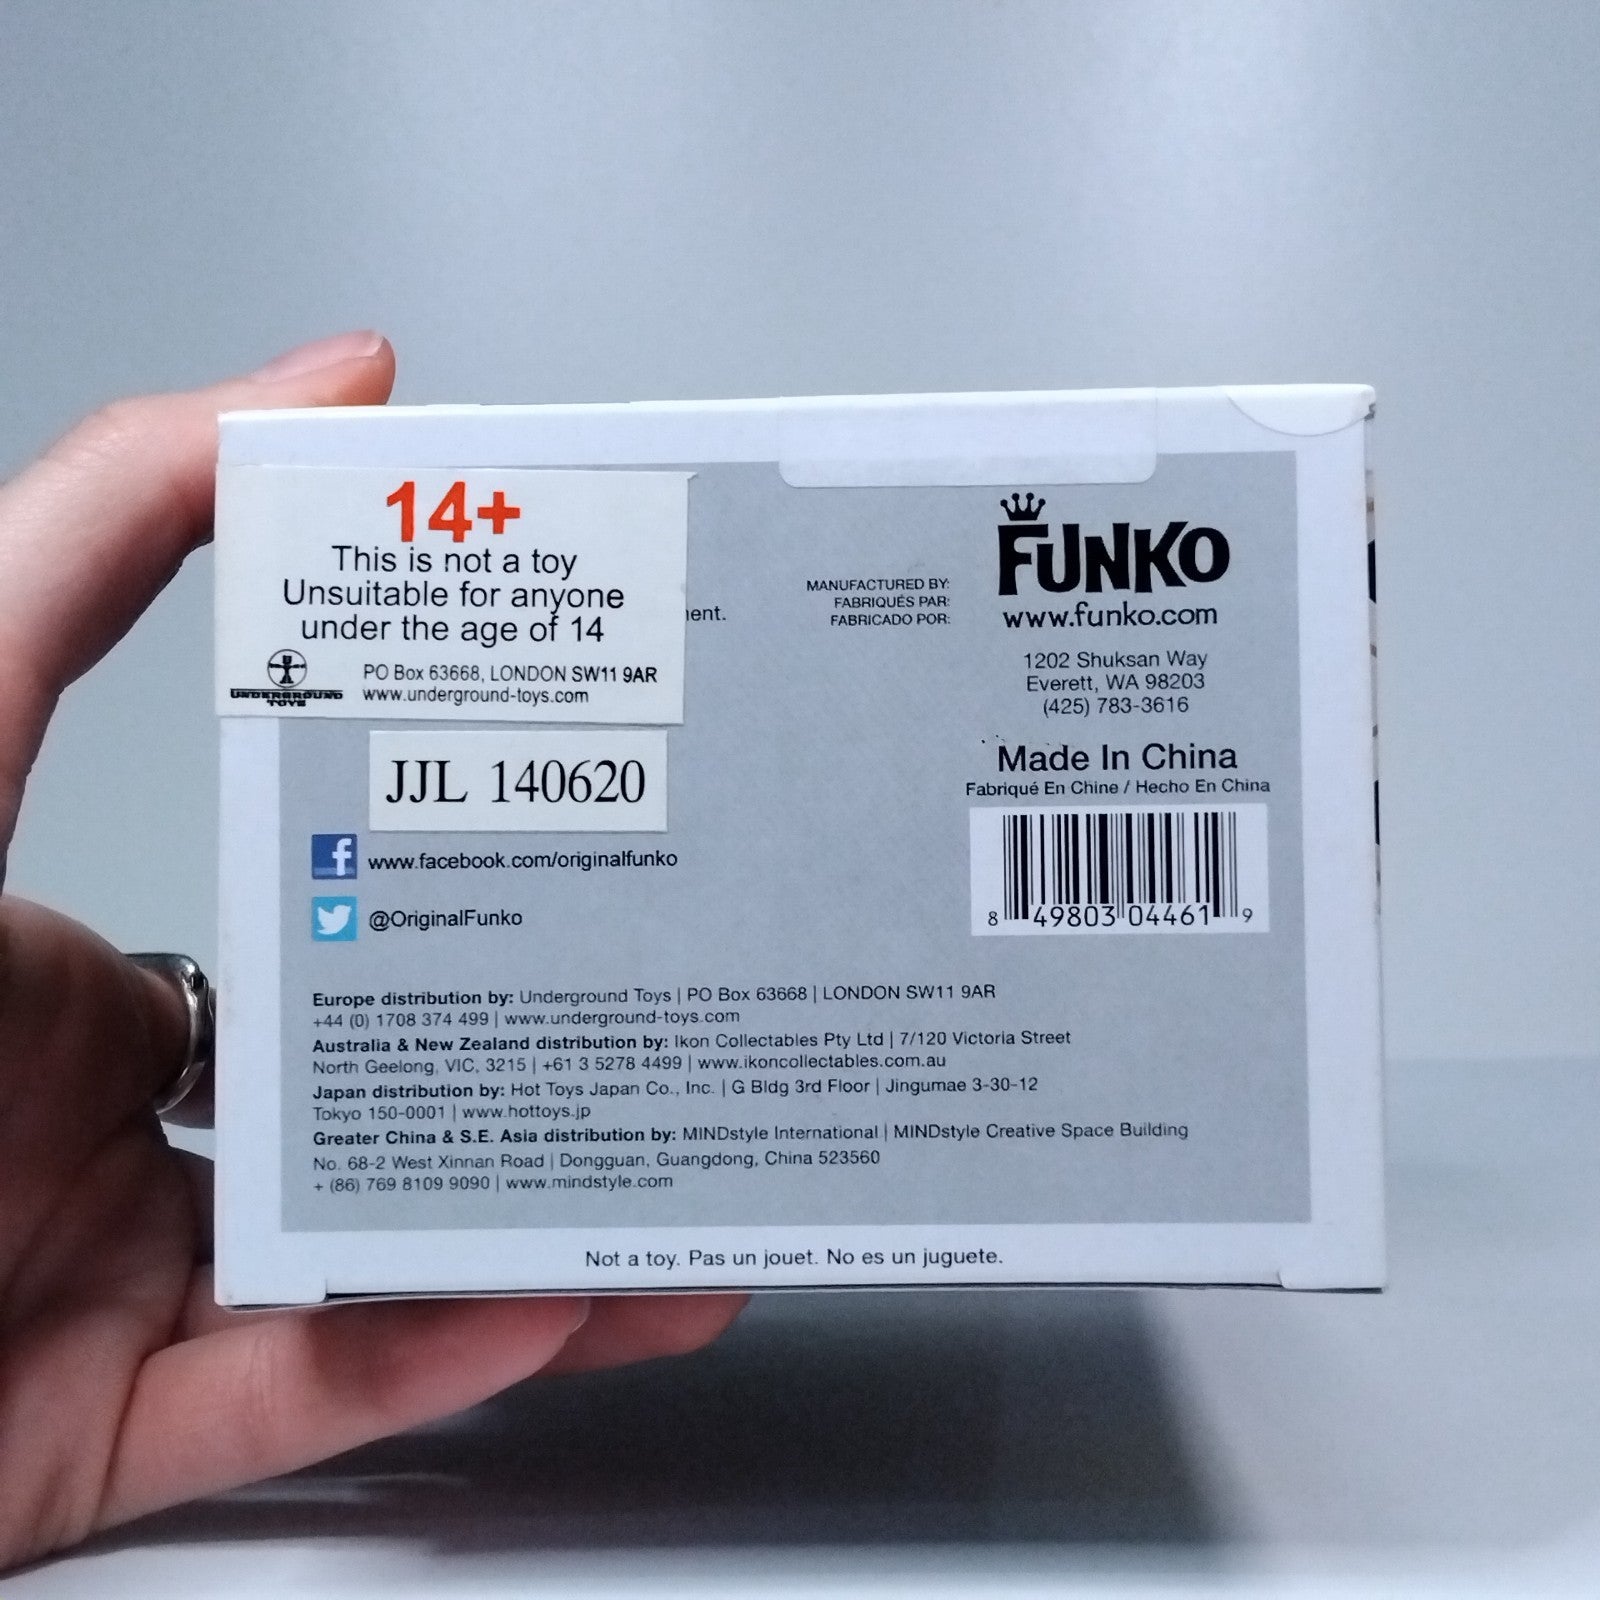 14+
This is not a toy
Unsuitable for anyone
under the age of 14
UNDERGROUND
TOYS
PO Box 63668, LONDON SW11 9AR
www.underground-toys.com
JJL 140620
www.facebook.com/originalfunko
@OriginalFunko
MANUFACTURED BY:
FABRIQUÉS PAR:
FABRICADO POR:
FUNKO
www.funko.com
1202 Shuksan Way
Everett, WA 98203
(425) 783-3616
Made In China
Fabriqué En Chine / Hecho En China
8 49803 04461 9
Europe distribution by: Underground Toys | PO Box 63668 | LONDON SW11 9AR
+44 (0) 1708 374 499 | www.underground-toys.com
Australia & New Zealand distribution by: Ikon Collectables Pty Ltd | 7/120 Victoria Street
North Geelong, VIC, 3215 | +61 3 5278 4499 | www.ikoncollectables.com.au
Japan distribution by: Hot Toys Japan Co., Inc. | G Bldg 3rd Floor | Jingumae 3-30-12
Tokyo 150-0001 | www.hottoys.jp
Greater China & S.E. Asia distribution by: MINDstyle International | MINDstyle Creative Space Building
No. 68-2 West Xinnan Road | Dongguan, Guangdong, China 523560
+ (86) 769 8109 9090 | www.mindstyle.com
Not a toy. Pas un jouet. No es un juguete.